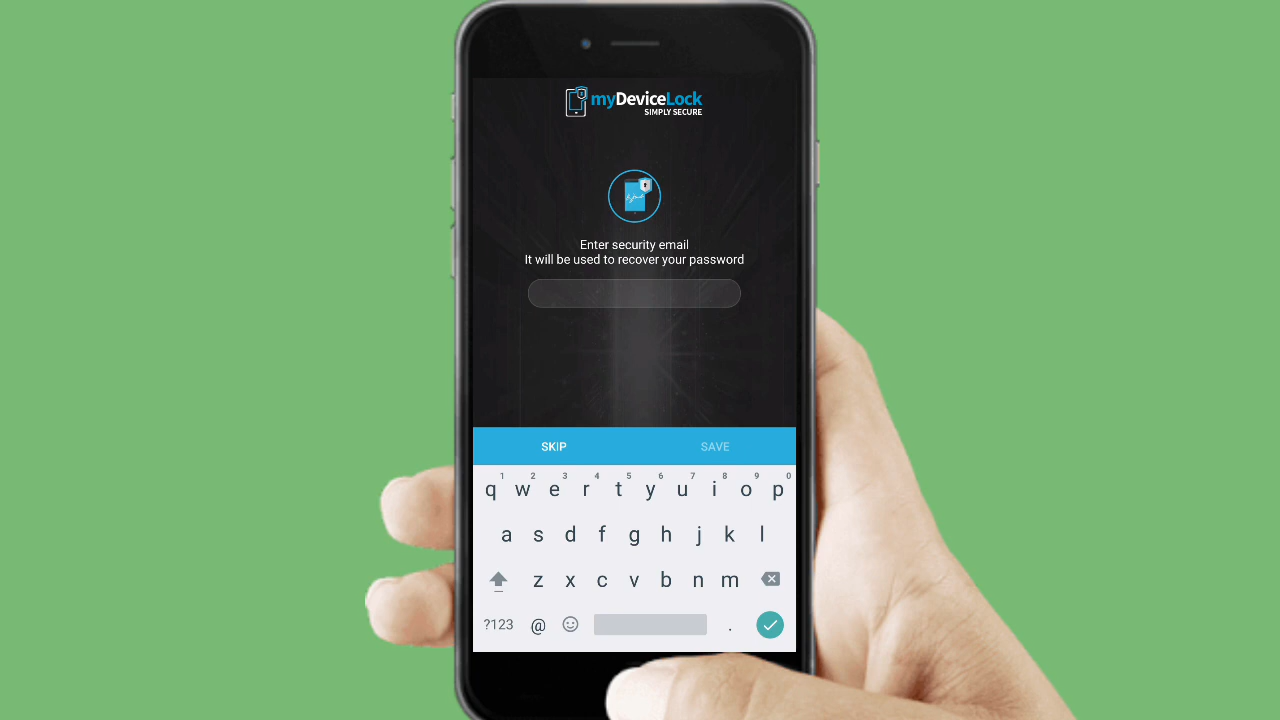 myDeviceLock
SIMPLY SECURE
Enter security email
It will be used to recover your password
SKIP SAVE
1 2 3 4 5 6 7 8 9 0
q w e r t y u i o p
a s d f g h j k l
z x c v b n m
?123 @ .